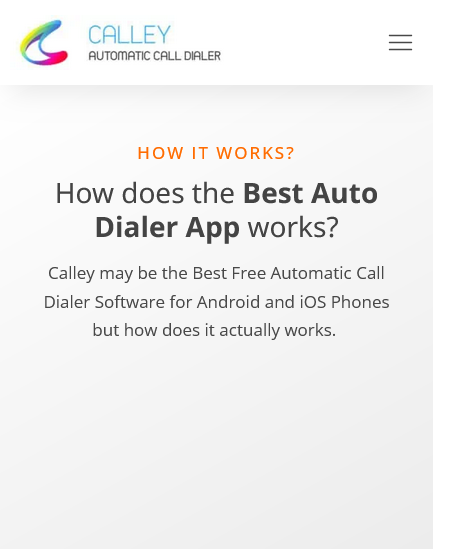 CALLEY
AUTOMATIC CALL DIALER
HOW IT WORKS?
How does the Best Auto
Dialer App works?
Calley may be the Best Free Automatic Call
Dialer Software for Android and iOS Phones
but how does it actually works.